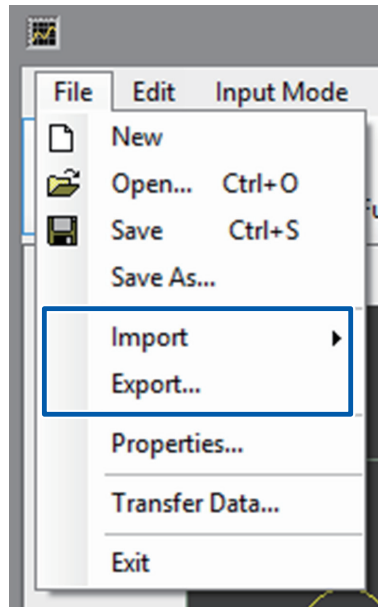 File Edit Input Mode
New
Open... Ctrl+O
Save Ctrl+S
Save As...
Import
Export...
Properties...
Transfer Data...
Exit